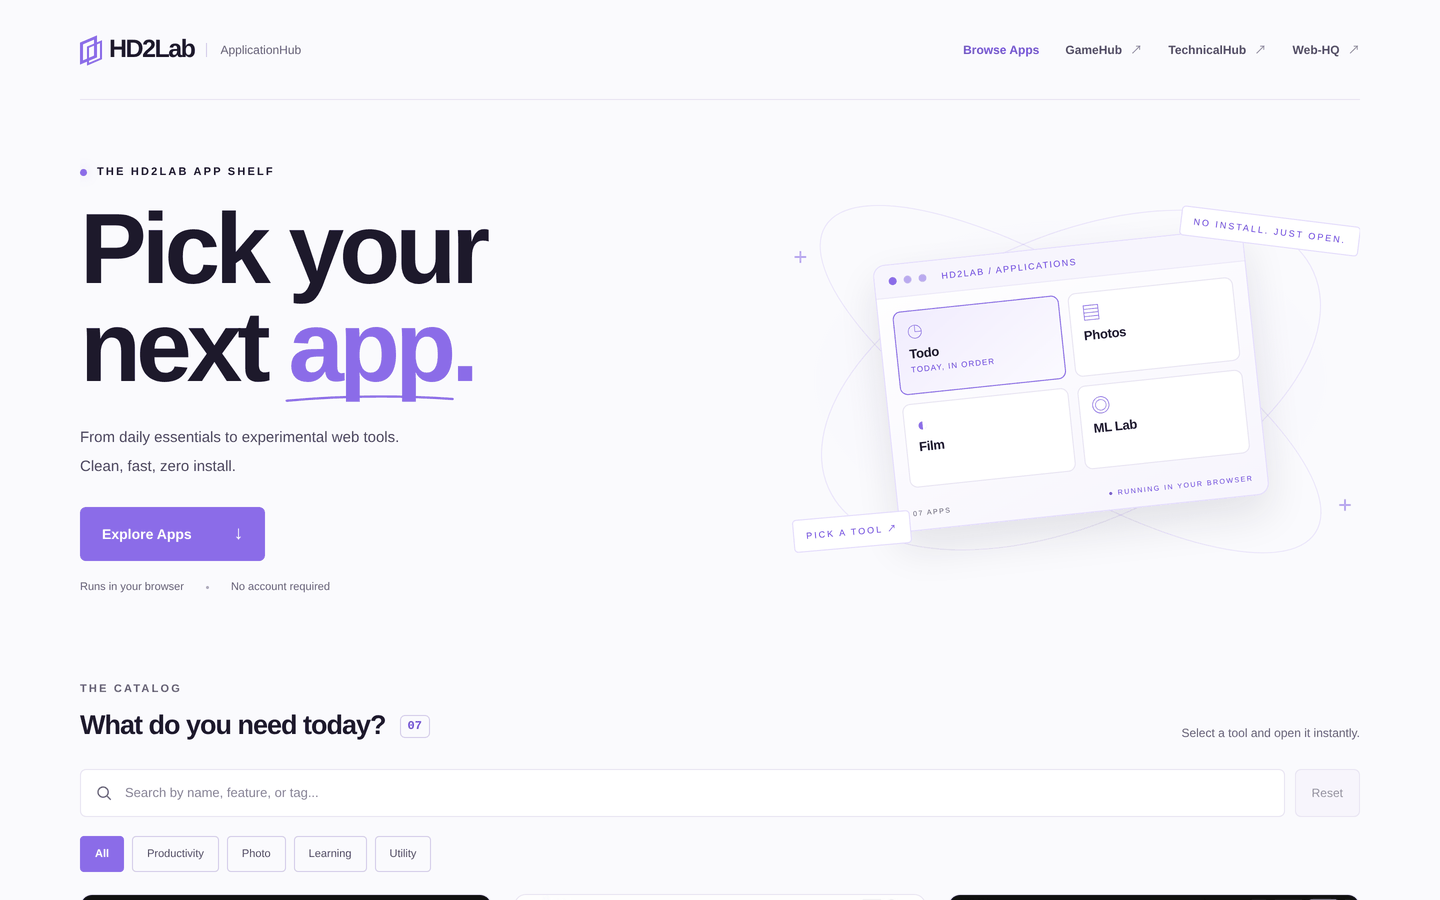 HD2Lab
ApplicationHub
Browse Apps
GameHub ↗
TechnicalHub ↗
Web-HQ ↗
THE HD2LAB APP SHELF
Pick your
next app.
From daily essentials to experimental web tools.
Clean, fast, zero install.
Explore Apps ↓
Runs in your browser • No account required
NO INSTALL. JUST OPEN.
HD2LAB / APPLICATIONS
Todo
TODAY, IN ORDER
Photos
Film
ML Lab
07 APPS
● RUNNING IN YOUR BROWSER
PICK A TOOL ↗
THE CATALOG
What do you need today? 07
Select a tool and open it instantly.
Search by name, feature, or tag...
Reset
All
Productivity
Photo
Learning
Utility